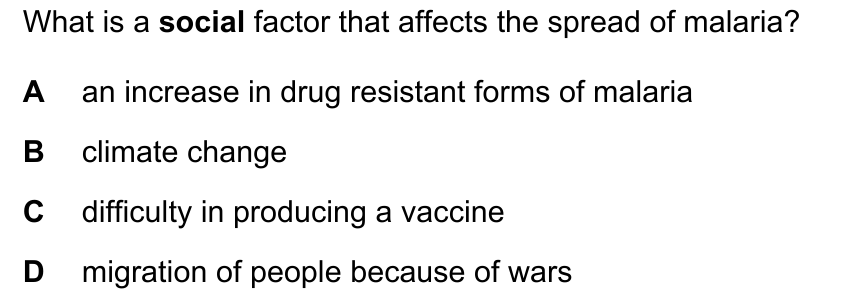 What is a social factor that affects the spread of malaria?
A an increase in drug resistant forms of malaria
B climate change
C difficulty in producing a vaccine
D migration of people because of wars